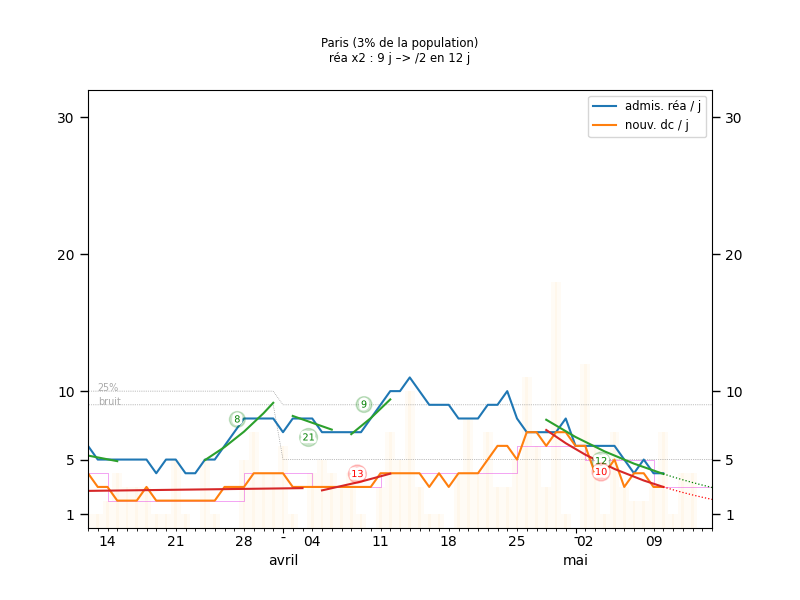 Paris (3% de la population)
réa x2 : 9 j –> /2 en 12 j
admis. réa / j
nouv. dc / j
30 30
20 20
10 10
5 5
1 1
25%
bruit
8
21
9
13
12
10
14 21 28 - 04 11 18 25 - 02 09
avril mai